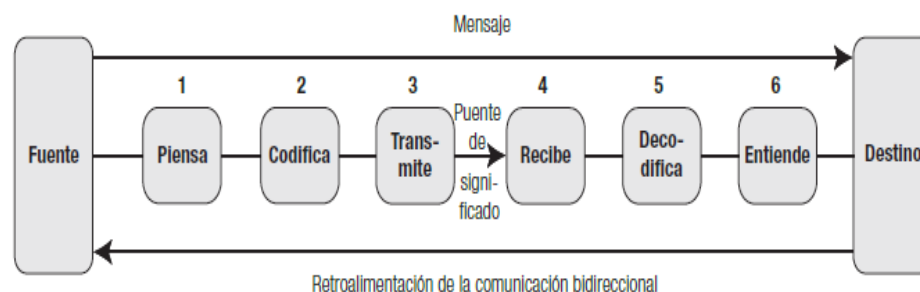 Mensaje
1 2 3 4 5 6
Fuente
Piensa
Codifica
Trans-
mite
Puente
de
signi-
ficado
Recibe
Deco-
difica
Entiende
Destino
Retroalimentación de la comunicación bidireccional